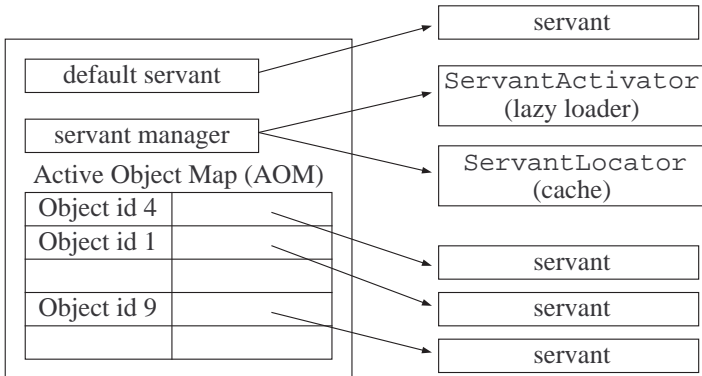 servant
default servant
ServantActivator
(lazy loader)
servant manager
ServantLocator
(cache)
Active Object Map (AOM)
Object id 4
Object id 1
Object id 9
servant
servant
servant